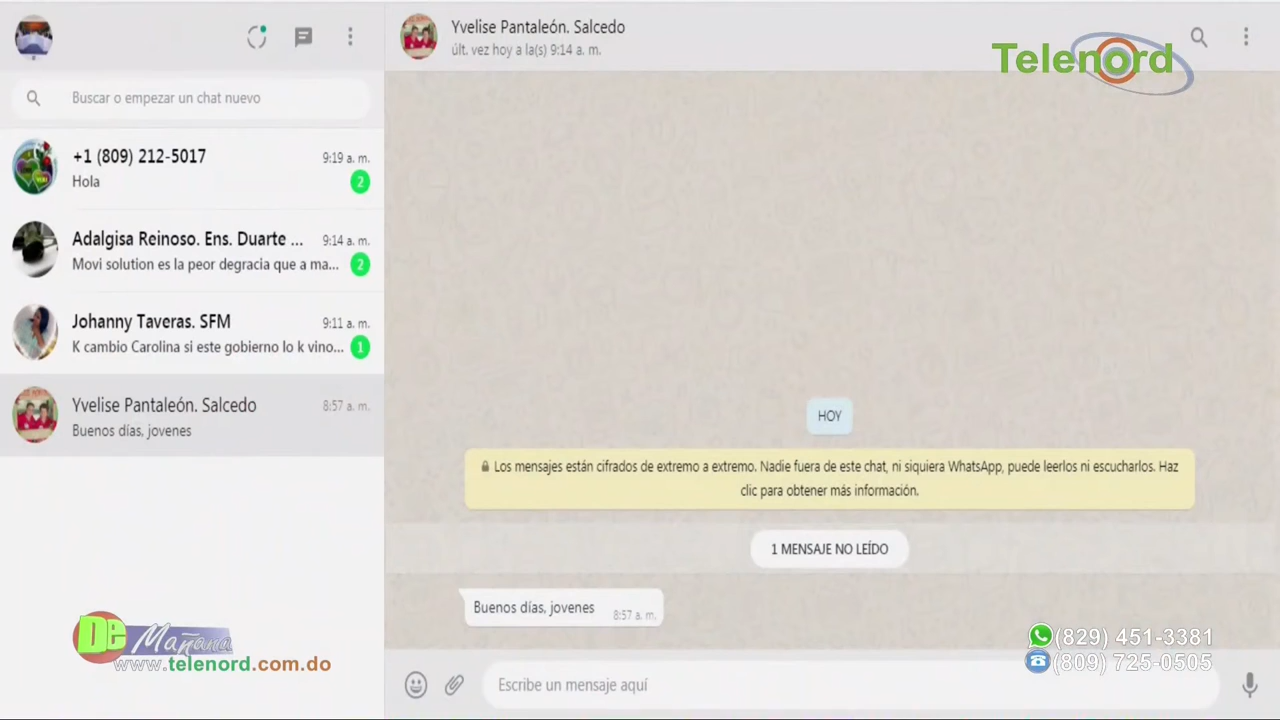 Yvelise Pantaleón. Salcedo
últ. vez hoy a la(s) 9:14 a. m.
Telenord
Buscar o empezar un chat nuevo
+1 (809) 212-5017
9:19 a. m.
Hola
2
Adalgisa Reinoso. Ens. Duarte ...
9:14 a. m.
Movi solution es la peor degracia que a ma...
2
Johanny Taveras. SFM
9:11 a. m.
K cambio Carolina si este gobierno lo k vino...
1
Yvelise Pantaleón. Salcedo
8:57 a. m.
Buenos días, jovenes
HOY
Los mensajes están cifrados de extremo a extremo. Nadie fuera de este chat, ni siquiera WhatsApp, puede leerlos ni escucharlos. Haz
clic para obtener más información.
1 MENSAJE NO LEÍDO
Buenos días, jovenes
8:57 a. m.
De Mañana
www.telenord.com.do
(829) 451-3381
(809) 725-0505
Escribe un mensaje aquí